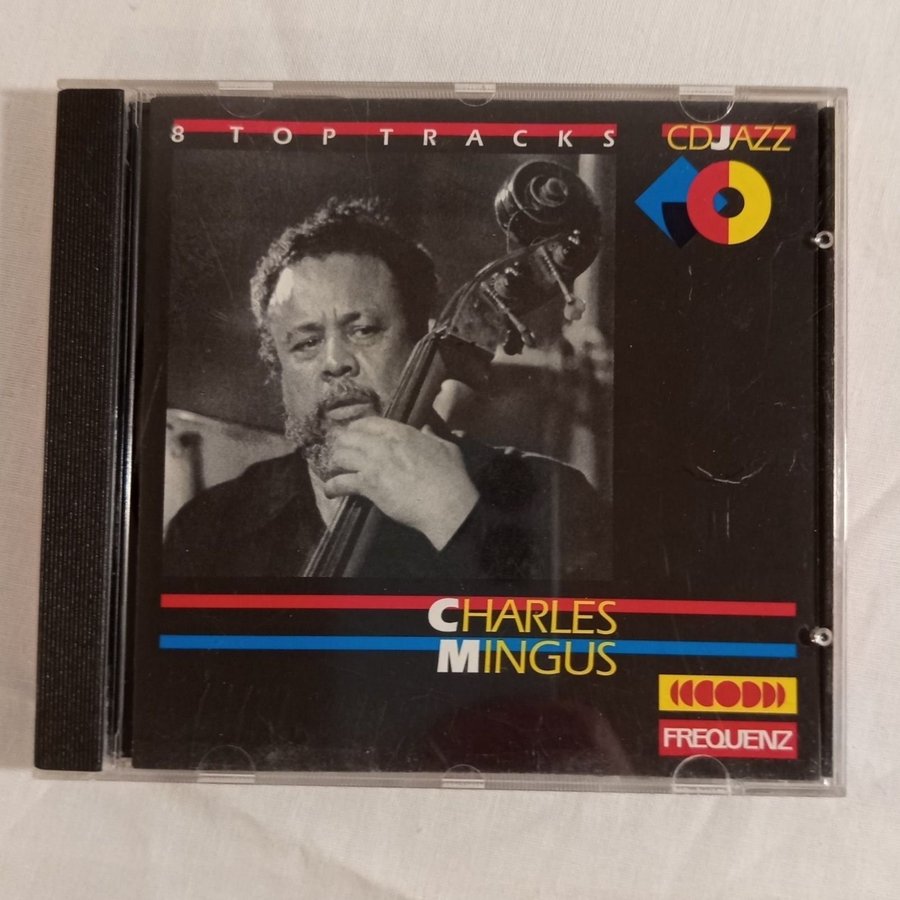 8 TOP TRACKS
CDJAZZ
CHARLES
MINGUS
FREQUENZ